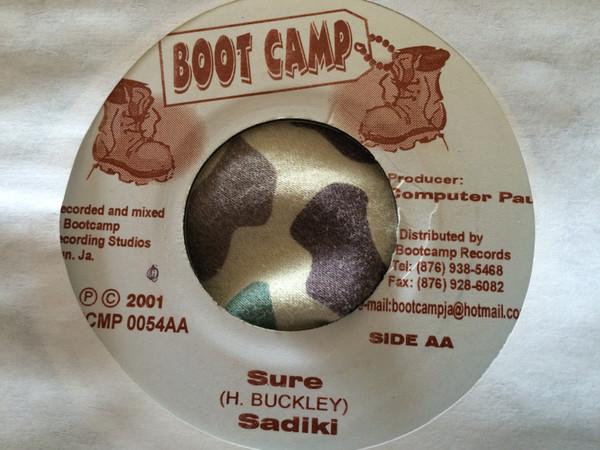 BOOT CAMP
Producer:
Computer Pau
ecorded and mixed
Bootcamp
ecording Studios
n. Ja.
Distributed by
Bootcamp Records
Tel: (876) 938-5468
Fax: (876) 928-6082
e-mail:bootcampja@hotmail.co
Ⓟ © 2001
CMP 0054AA
SIDE AA
Sure
(H. BUCKLEY)
Sadiki